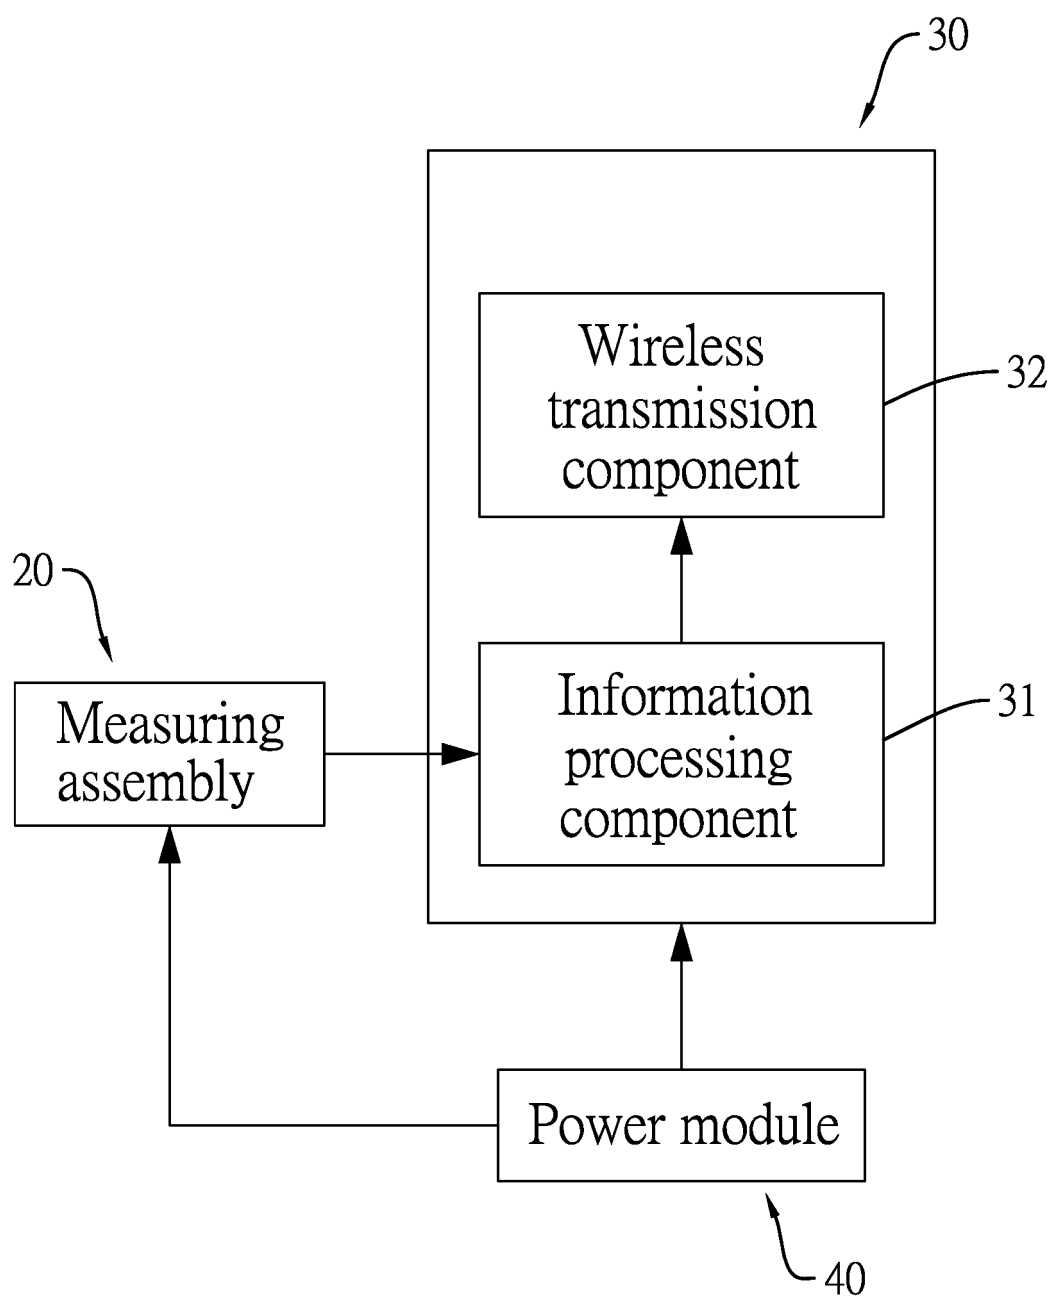 30
Wireless
transmission
component
32
20
Measuring
assembly
Information
processing
component
31
Power module
40